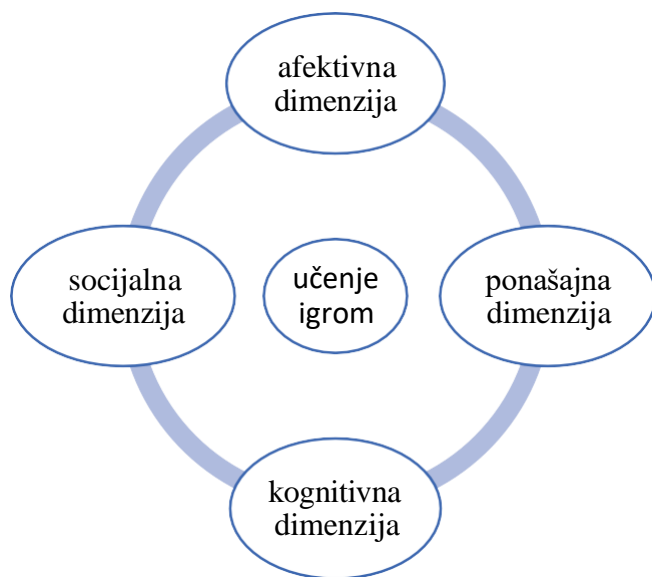 afektivna
dimenzija
socijalna
dimenzija
učenje
igrom
ponašajna
dimenzija
kognitivna
dimenzija